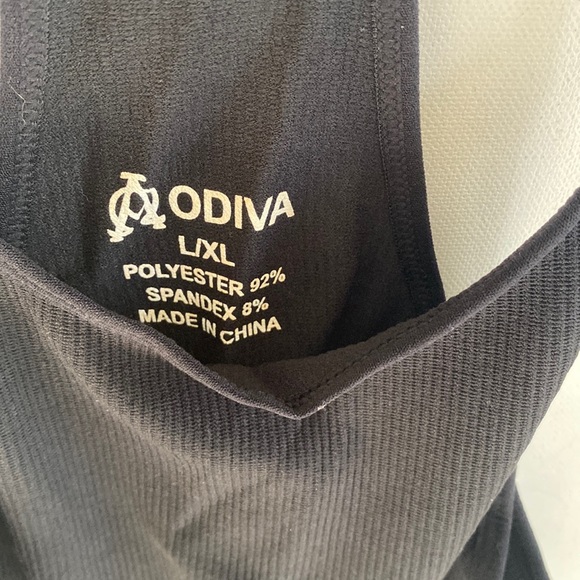 ODIVA
L/XL
POLYESTER 92%
SPANDEX 8%
MADE IN CHINA